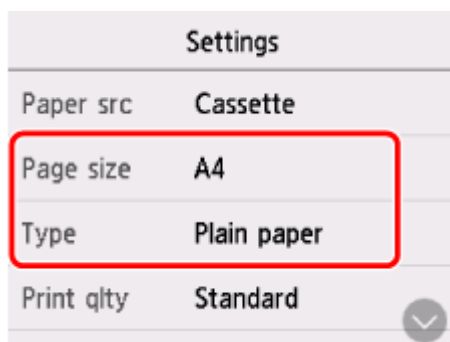 Settings
Paper src Cassette
Page size A4
Type Plain paper
Print qlty Standard